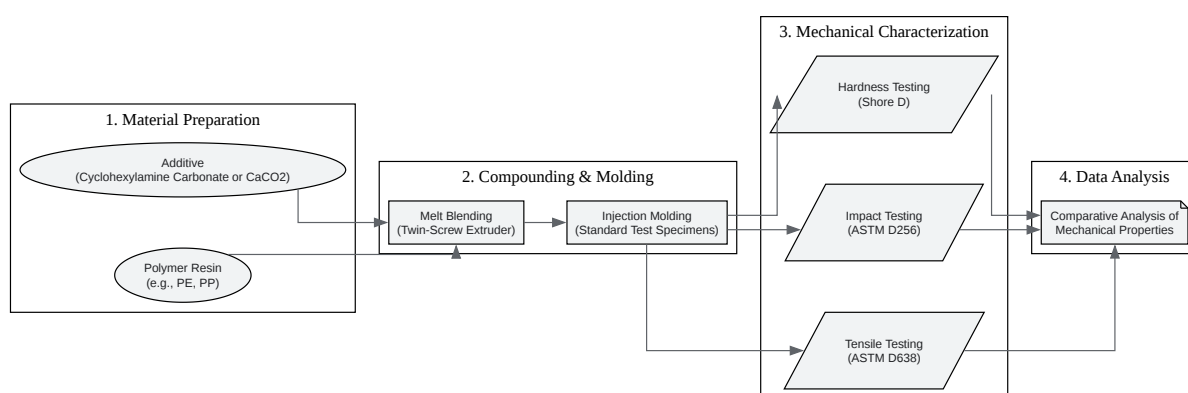 1. Material Preparation
Additive
(Cyclohexylamine Carbonate or CaCO2)
Polymer Resin
(e.g., PE, PP)
2. Compounding & Molding
Melt Blending
(Twin-Screw Extruder)
Injection Molding
(Standard Test Specimens)
3. Mechanical Characterization
Hardness Testing
(Shore D)
Impact Testing
(ASTM D256)
Tensile Testing
(ASTM D638)
4. Data Analysis
Comparative Analysis of
Mechanical Properties